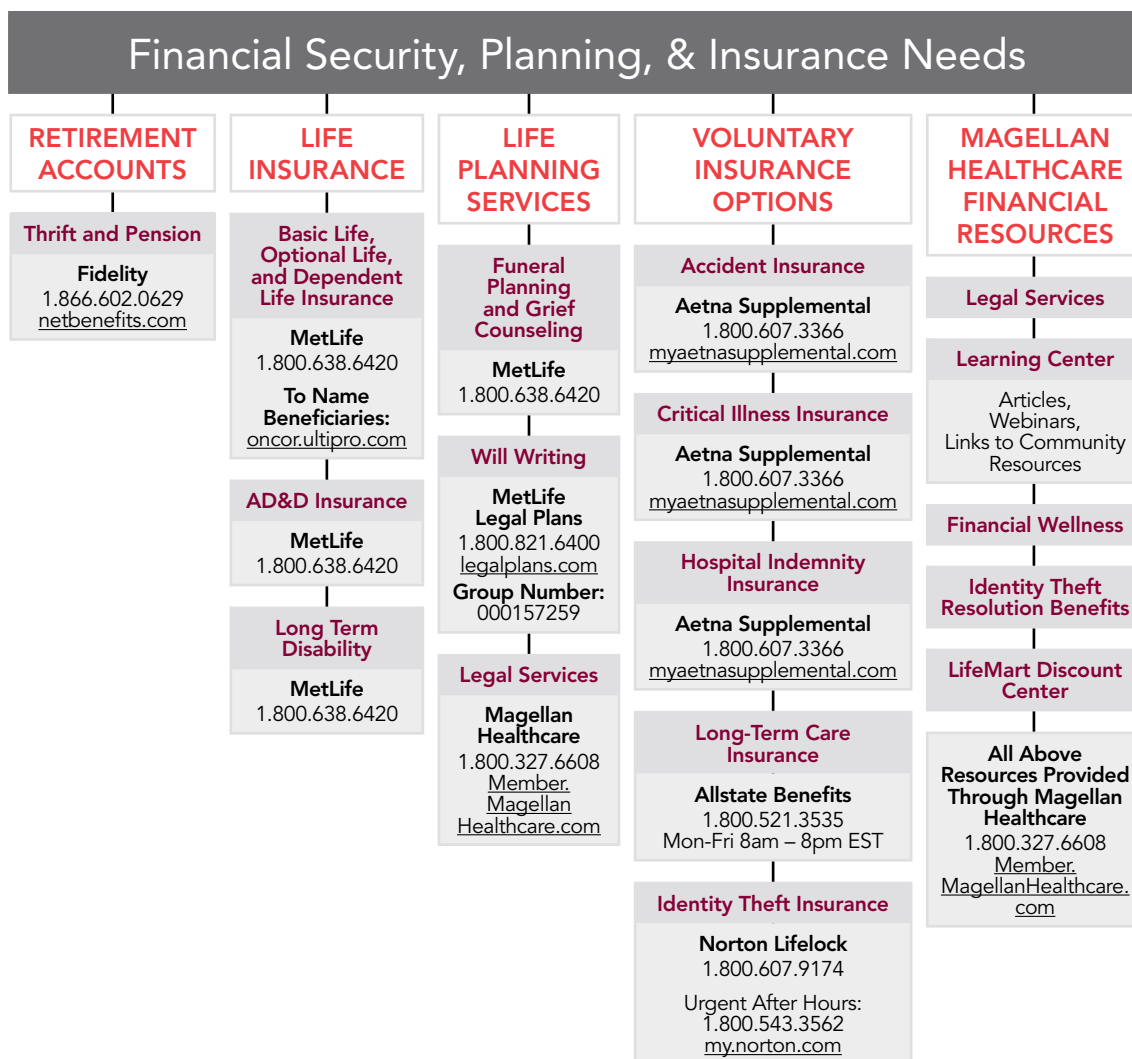 Financial Security, Planning, & Insurance Needs
RETIREMENT
ACCOUNTS
Thrift and Pension
Fidelity
1.866.602.0629
netbenefits.com
LIFE
INSURANCE
Basic Life,
Optional Life,
and Dependent
Life Insurance
MetLife
1.800.638.6420
To Name
Beneficiaries:
oncor.ultipro.com
AD&D Insurance
MetLife
1.800.638.6420
Long Term
Disability
MetLife
1.800.638.6420
LIFE
PLANNING
SERVICES
Funeral
Planning
and Grief
Counseling
MetLife
1.800.638.6420
Will Writing
MetLife
Legal Plans
1.800.821.6400
legalplans.com
Group Number:
000157259
Legal Services
Magellan
Healthcare
1.800.327.6608
Member.
Magellan
Healthcare.com
VOLUNTARY
INSURANCE
OPTIONS
Accident Insurance
Aetna Supplemental
1.800.607.3366
myaetnasupplemental.com
Critical Illness Insurance
Aetna Supplemental
1.800.607.3366
myaetnasupplemental.com
Hospital Indemnity
Insurance
Aetna Supplemental
1.800.607.3366
myaetnasupplemental.com
Long-Term Care
Insurance
Allstate Benefits
1.800.521.3535
Mon-Fri 8am – 8pm EST
Identity Theft Insurance
Norton Lifelock
1.800.607.9174
Urgent After Hours:
1.800.543.3562
my.norton.com
MAGELLAN
HEALTHCARE
FINANCIAL
RESOURCES
Legal Services
Learning Center
Articles,
Webinars,
Links to Community
Resources
Financial Wellness
Identity Theft
Resolution Benefits
LifeMart Discount
Center
All Above
Resources Provided
Through Magellan
Healthcare
1.800.327.6608
Member.
MagellanHealthcare.
com